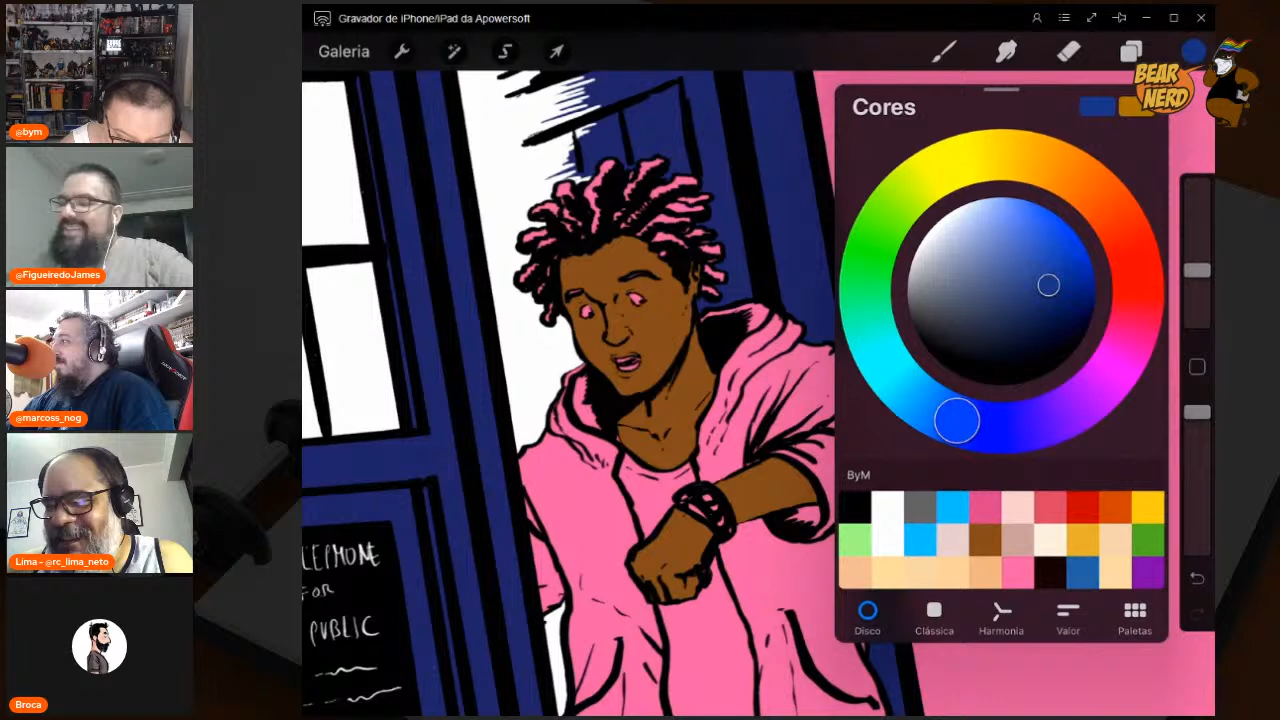 Gravador de iPhone/iPad da Apowersoft
Galeria
BEAR
NERD
Cores
@bym
@FigueiredoJames
@marcoss_nog
Lima - @rc_lima_neto
Broca
ByM
Disco
Clássica
Harmonia
Valor
Paletas
FOR
PUBLIC